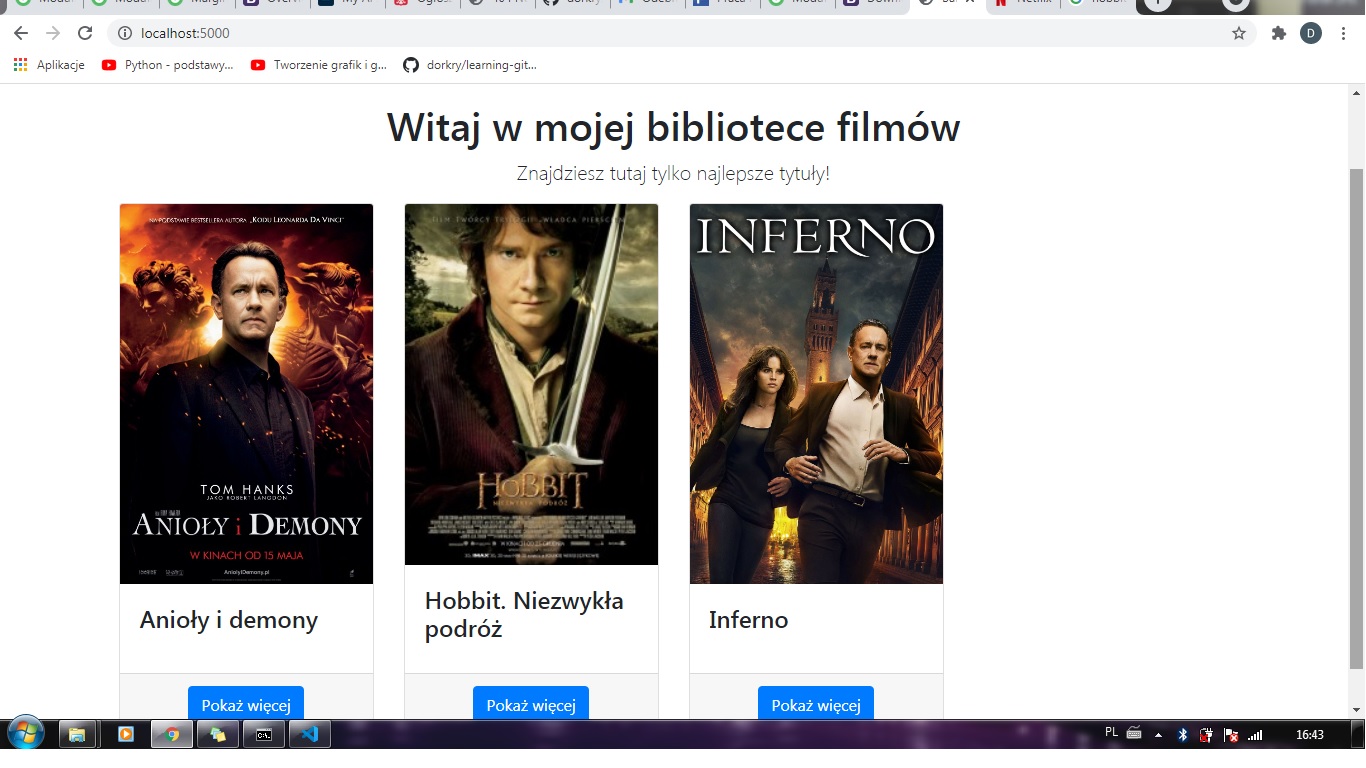 localhost:5000
D
Aplikacje
Python - podstawy...
Tworzenie grafik i g...
dorkry/learning-git...
Witaj w mojej bibliotece filmów
Znajdziesz tutaj tylko najlepsze tytuły!
NA PODSTAWIE BESTSELLERA AUTORA „KODU LEONARDA DA VINCI"
TOM HANKS
JAKO ROBERT LANGDON
ANIOŁY i DEMONY
W KINACH OD 15 MAJA
AniolyiDemony.pl
Anioły i demony
Pokaż więcej
FILM TWÓRCY TRYLOGII WŁADCA PIERŚCIENI
HOBBIT
NIEZWYKŁA PODRÓŻ
IMAX
Hobbit. Niezwykła
podróż
Pokaż więcej
INFERNO
Inferno
Pokaż więcej
PL
16:43